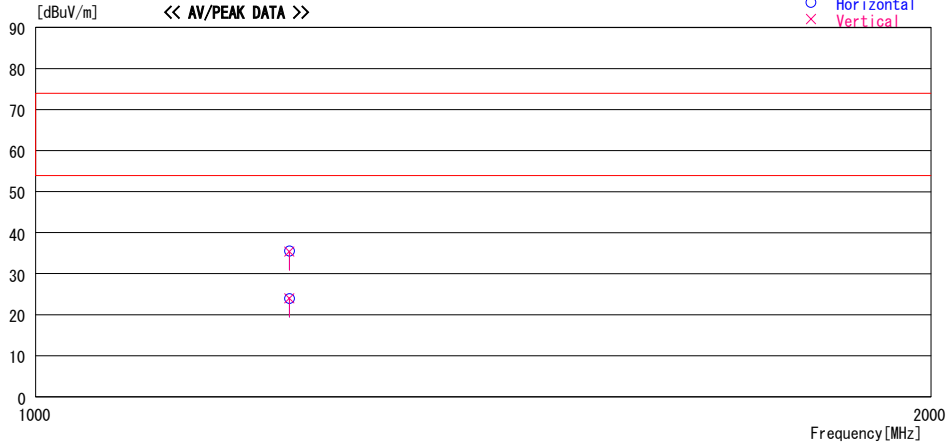 [dBuV/m]
<< AV/PEAK DATA >>
○ Horizontal
× Vertical
90
80
70
60
50
40
30
20
10
0
1000
2000
Frequency[MHz]